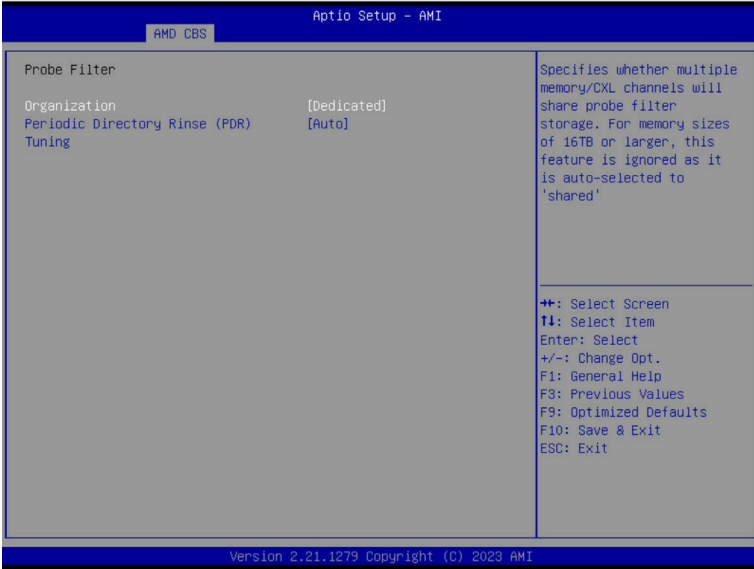 Aptio Setup - AMI
AMD CBS
Probe Filter
Organization [Dedicated]
Periodic Directory Rinse (PDR) [Auto]
Tuning
Specifies whether multiple
memory/CXL channels will
share probe filter
storage. For memory sizes
of 16TB or larger, this
feature is ignored as it
is auto-selected to
'shared'
→←: Select Screen
↑↓: Select Item
Enter: Select
+/-: Change Opt.
F1: General Help
F3: Previous Values
F9: Optimized Defaults
F10: Save & Exit
ESC: Exit
Version 2.21.1279 Copyright (C) 2023 AMI